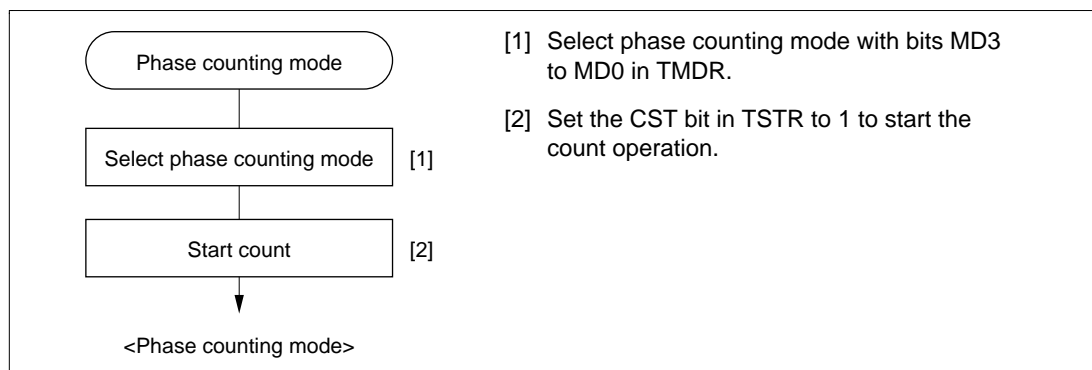 Phase counting mode
Select phase counting mode [1]
Start count [2]
<Phase counting mode>
[1] Select phase counting mode with bits MD3
to MD0 in TMDR.
[2] Set the CST bit in TSTR to 1 to start the
count operation.